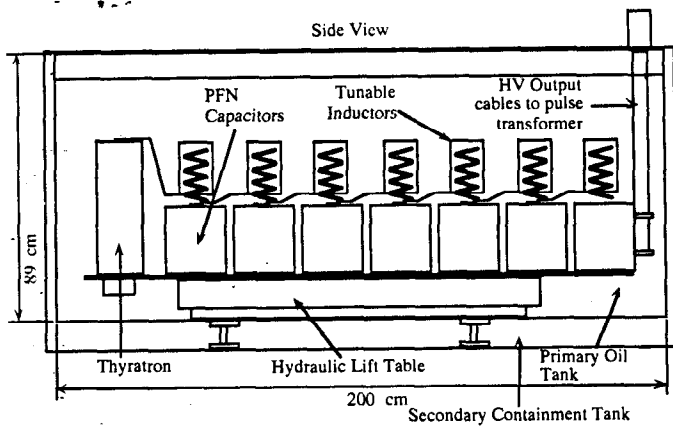 Side View
PFN
Capacitors
Tunable
Inductors
HV Output
cables to pulse
transformer
89 cm
Thyratron
Hydraulic Lift Table
Primary Oil
Tank
200 cm
Secondary Containment Tank